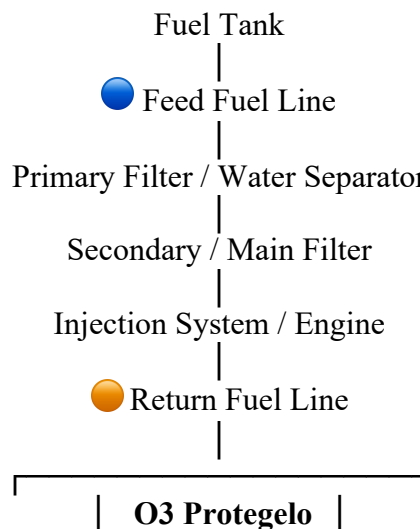 Fuel Tank
Feed Fuel Line
Primary Filter / Water Separator
Secondary / Main Filter
Injection System / Engine
Return Fuel Line
O3 Protegelo